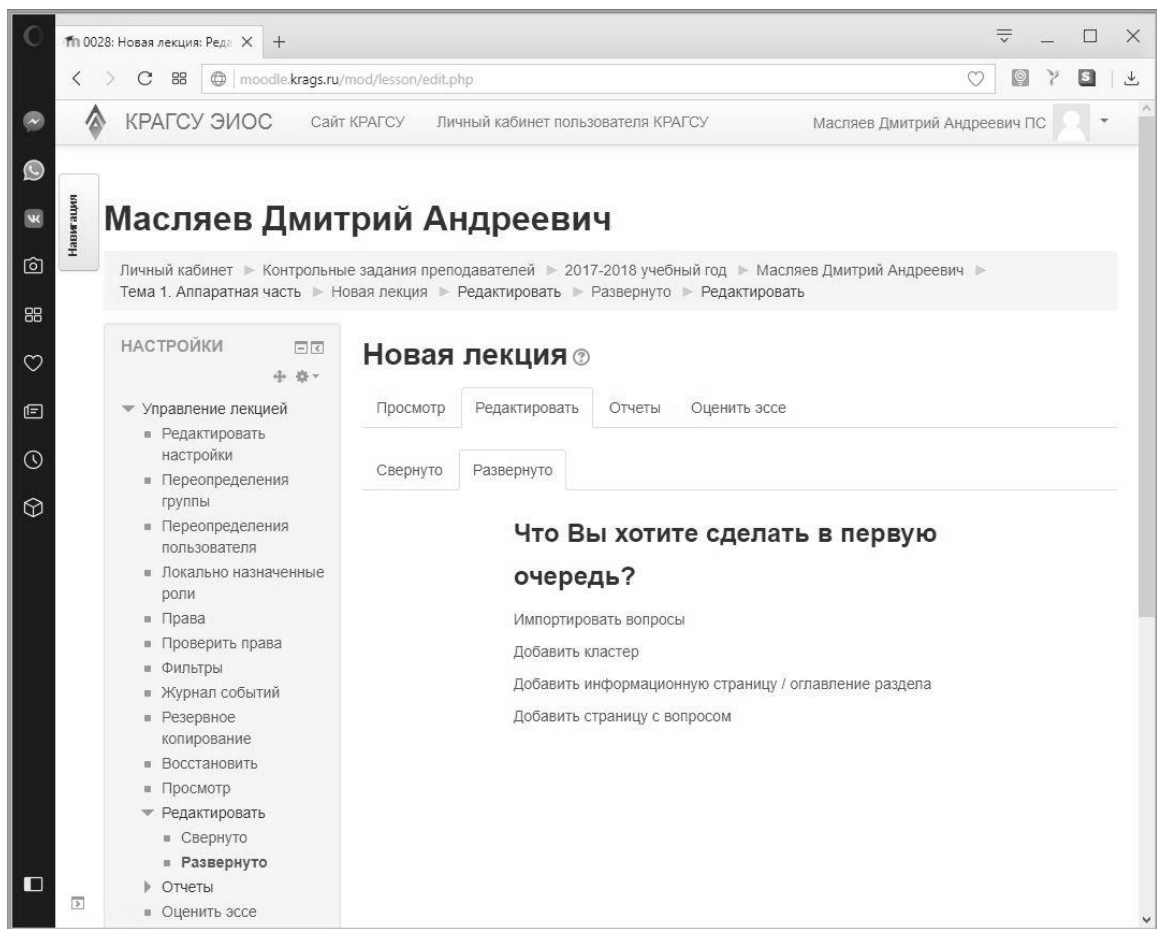 0028: Новая лекция: Реда
moodle.krags.ru/mod/lesson/edit.php
S
КРАГСУ ЭИОС Сайт КРАГСУ Личный кабинет пользователя КРАГСУ Масляев Дмитрий Андреевич ПС
Навигация
Масляев Дмитрий Андреевич
Личный кабинет ▶ Контрольные задания преподавателей ▶ 2017-2018 учебный год ▶ Масляев Дмитрий Андреевич ▶
Тема 1. Аппаратная часть ▶ Новая лекция ▶ Редактировать ▶ Развернуто ▶ Редактировать
НАСТРОЙКИ
Управление лекцией
Редактировать
настройки
Переопределения
группы
Переопределения
пользователя
Локально назначенные
роли
Права
Проверить права
Фильтры
Журнал событий
Резервное
копирование
Восстановить
Просмотр
Редактировать
Свернуто
Развернуто
Отчеты
Оценить эссе
Новая лекция
Просмотр Редактировать Отчеты Оценить эссе
Свернуто Развернуто
Что Вы хотите сделать в первую
очередь?
Импортировать вопросы
Добавить кластер
Добавить информационную страницу / оглавление раздела
Добавить страницу с вопросом